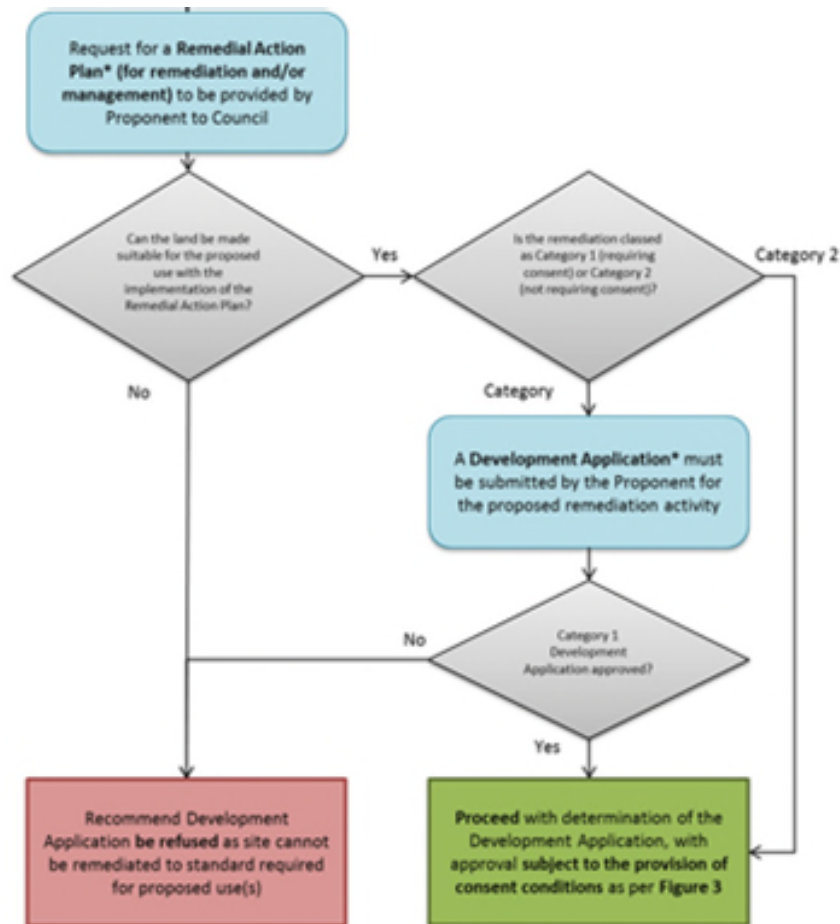 Request for a Remedial Action
Plan* (for remediation and/or
management) to be provided by
Proponent to Council
Can the land be made
suitable for the proposed
use with the
implementation of the
Remedial Action Plan?
Yes
Is the remediation classed
as Category 1 (requiring
consent) or Category 2
(not requiring consent)?
Category 2
No
Category
A Development Application* must
be submitted by the Proponent for
the proposed remediation activity
No
Category 1
Development
Application approved?
Yes
Recommend Development
Application be refused as site cannot
be remediated to standard required
for proposed use(s)
Proceed with determination of the
Development Application, with
approval subject to the provision of
consent conditions as per Figure 3